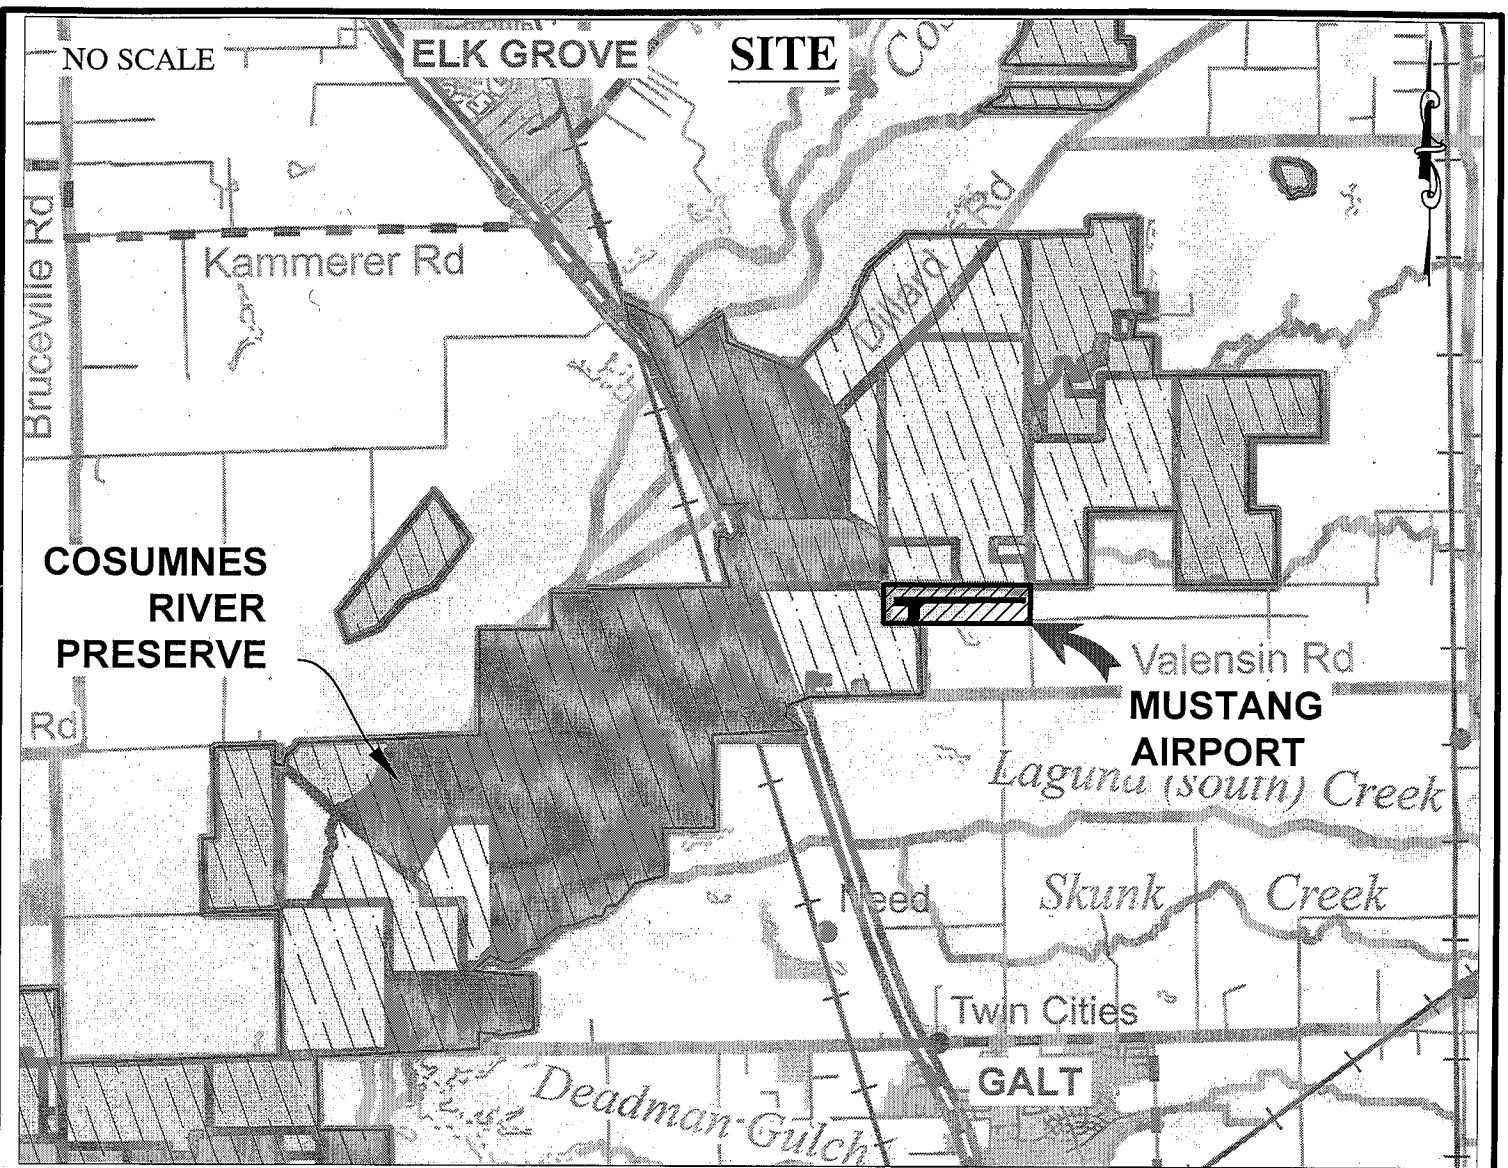 NO SCALE
ELK GROVE
SITE
Cos
Bruceville Rd
Kammerer Rd
Dillard Rd
COSUMNES
RIVER
PRESERVE
Valensin Rd
MUSTANG
AIRPORT
Rd
Laguna (south) Creek
Need
Skunk Creek
Twin Cities
GALT
Deadman Gulch